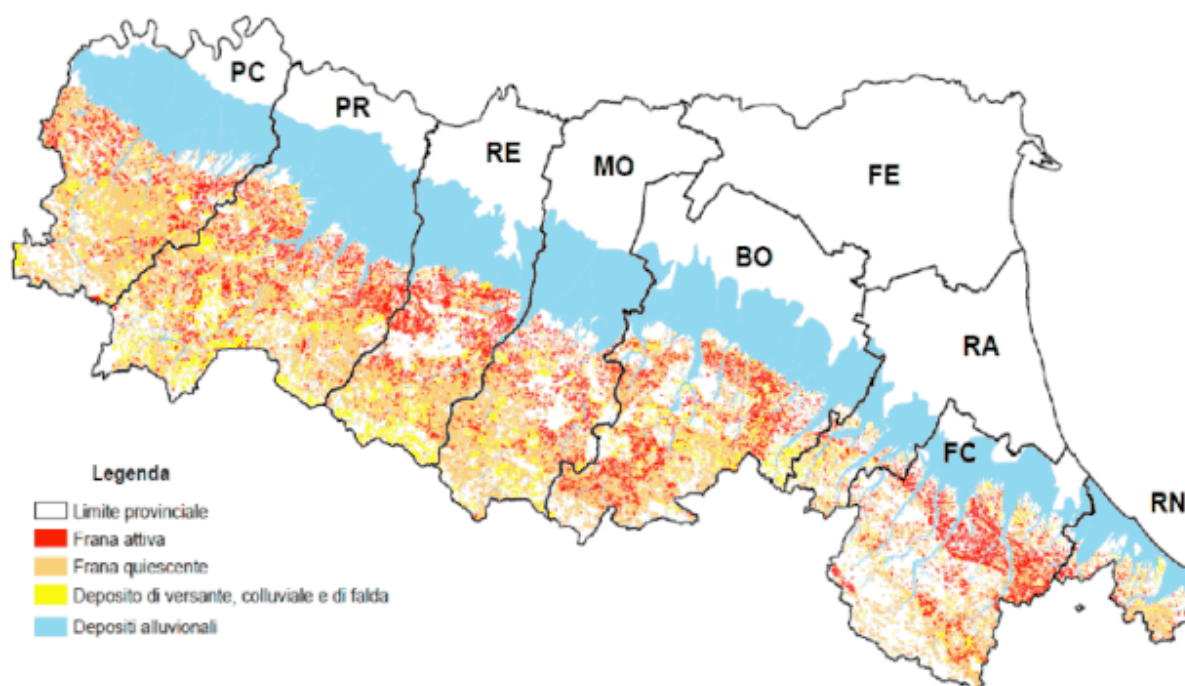 PC
PR
RE
MO
FE
BO
RA
FC
RN
Legenda
Limite provinciale
Frana attiva
Frana quiescente
Deposito di versante, colluviale e di falda
Depositi alluvionali